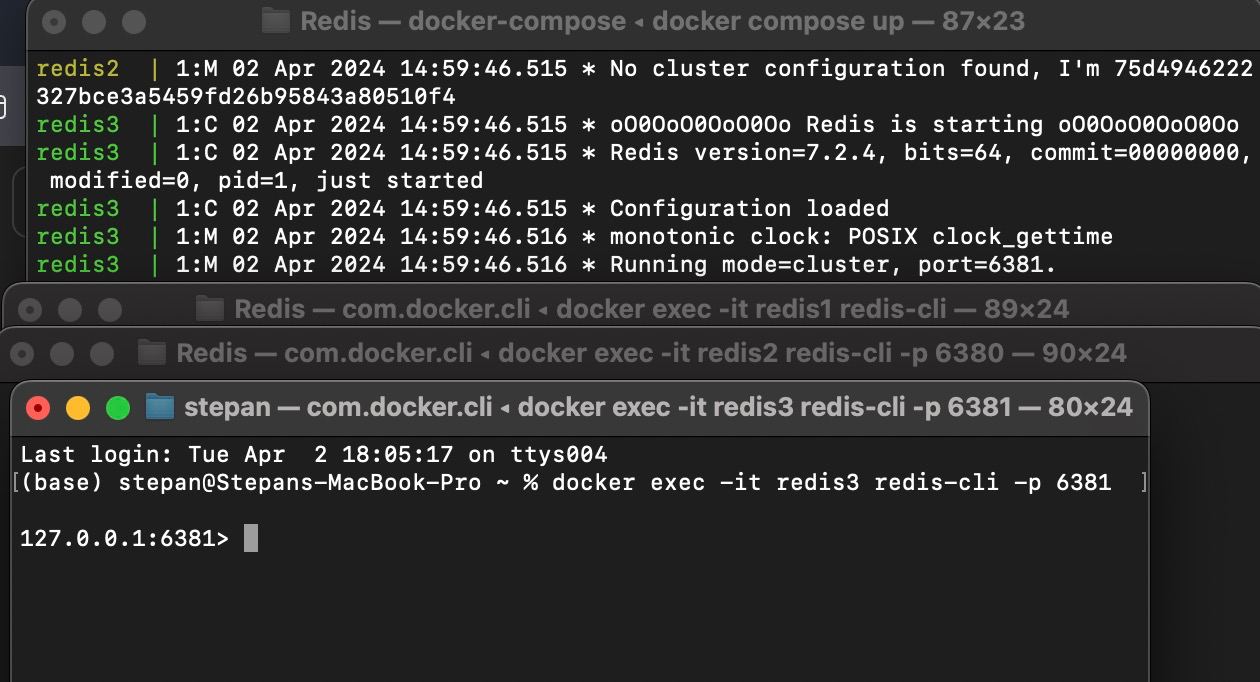 Redis — docker-compose ◂ docker compose up — 87×23
redis2  | 1:M 02 Apr 2024 14:59:46.515 * No cluster configuration found, I'm 75d4946222
327bce3a5459fd26b95843a80510f4
redis3  | 1:C 02 Apr 2024 14:59:46.515 * oO0OoO0OoO0Oo Redis is starting oO0OoO0OoO0Oo
redis3  | 1:C 02 Apr 2024 14:59:46.515 * Redis version=7.2.4, bits=64, commit=00000000,
 modified=0, pid=1, just started
redis3  | 1:C 02 Apr 2024 14:59:46.515 * Configuration loaded
redis3  | 1:M 02 Apr 2024 14:59:46.516 * monotonic clock: POSIX clock_gettime
redis3  | 1:M 02 Apr 2024 14:59:46.516 * Running mode=cluster, port=6381.
Redis — com.docker.cli ◂ docker exec -it redis1 redis-cli — 89×24
Redis — com.docker.cli ◂ docker exec -it redis2 redis-cli -p 6380 — 90×24
stepan — com.docker.cli ◂ docker exec -it redis3 redis-cli -p 6381 — 80×24
Last login: Tue Apr  2 18:05:17 on ttys004
[(base) stepan@Stepans-MacBook-Pro ~ % docker exec -it redis3 redis-cli -p 6381  ]
127.0.0.1:6381>